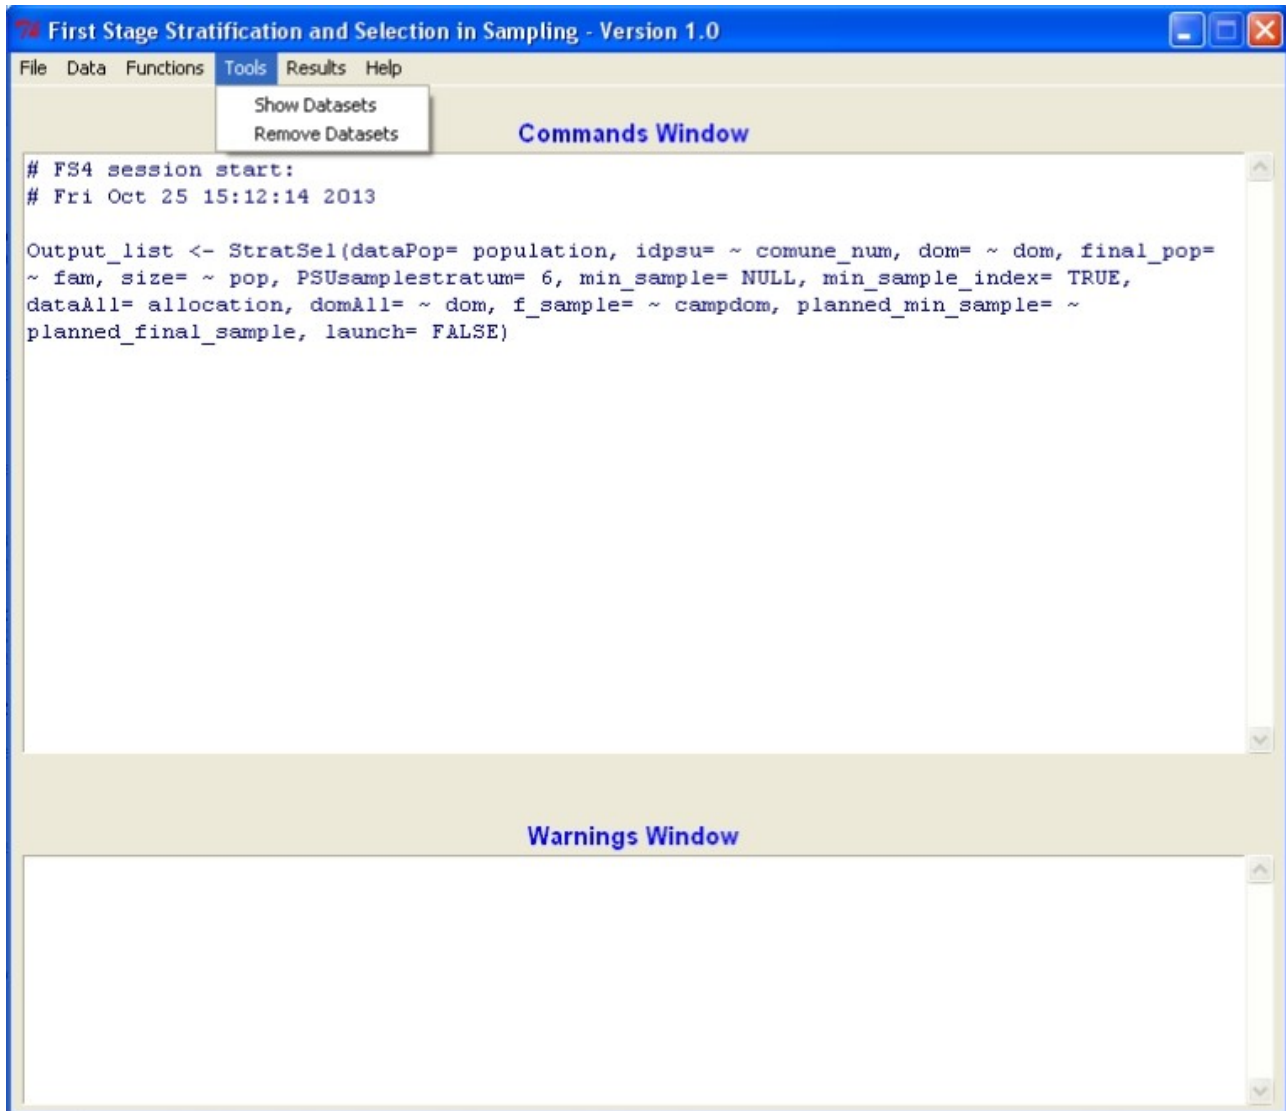 First Stage Stratification and Selection in Sampling - Version 1.0
File Data Functions Tools Results Help
Show Datasets
Remove Datasets
Commands Window
# FS4 session start:
# Fri Oct 25 15:12:14 2013
Output_list <- StratSel(dataPop= population, idpsu= ~ comune_num, dom= ~ dom, final_pop=
~ fam, size= ~ pop, PSUsamplestratum= 6, min_sample= NULL, min_sample_index= TRUE,
dataAll= allocation, domAll= ~ dom, f_sample= ~ campdom, planned_min_sample= ~
planned_final_sample, launch= FALSE)
Warnings Window